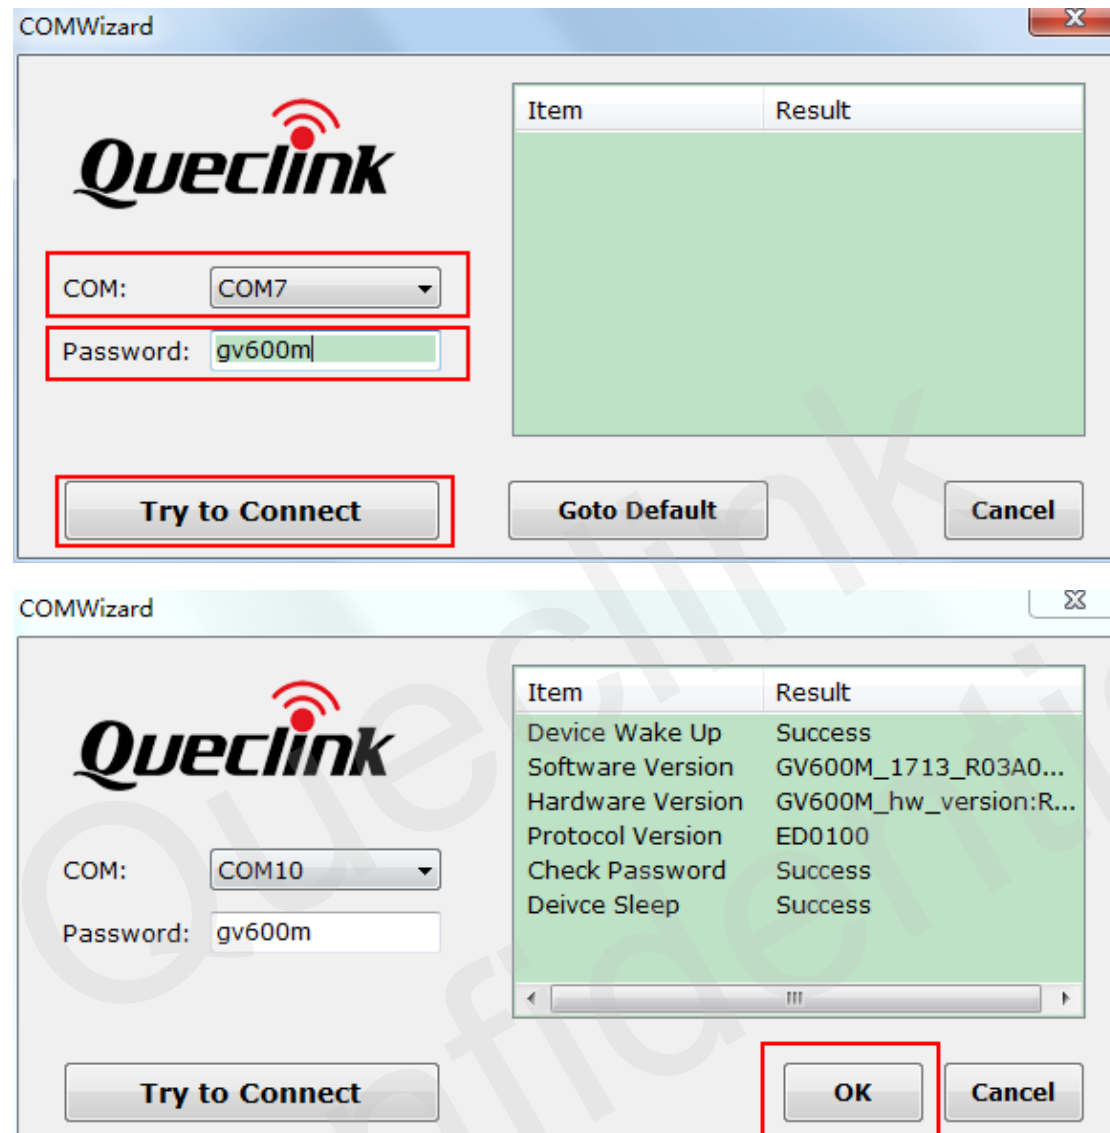 COMWizard
Queclink
Item Result
COM: COM7
Password: gv600m
Try to Connect Goto Default Cancel
COMWizard
Queclink
Item Result
Device Wake Up Success
Software Version GV600M_1713_R03A0...
Hardware Version GV600M_hw_version:R...
Protocol Version ED0100
Check Password Success
Deivce Sleep Success
COM: COM10
Password: gv600m
Try to Connect OK Cancel
Queclink